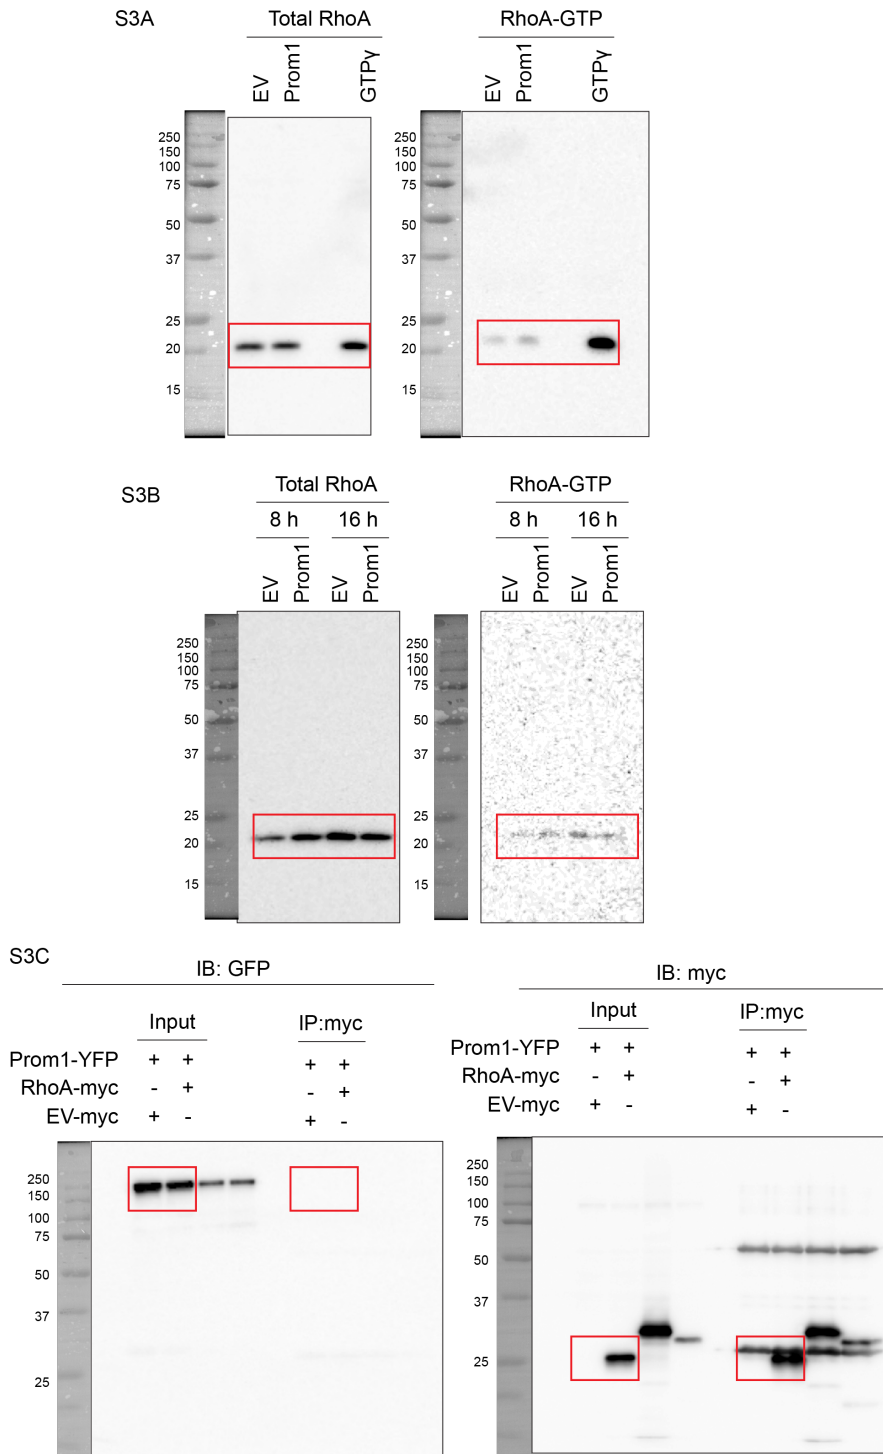 S3A
Total RhoA
RhoA-GTP
EV Prom1 GTPγ
EV Prom1 GTPγ
250
150
100
75
50
37
25
20
15
250
150
100
75
50
37
25
20
15
S3B
Total RhoA
RhoA-GTP
8 h 16 h
8 h 16 h
EV Prom1 EV Prom1
EV Prom1 EV Prom1
250
150
100
75
50
37
25
20
15
250
150
100
75
50
37
25
20
15
S3C
IB: GFP
Input IP:myc
Prom1-YFP + + + +
RhoA-myc - + - +
EV-myc + - + -
250
150
100
75
50
37
25
IB: myc
Input IP:myc
Prom1-YFP + + + +
RhoA-myc - + - +
EV-myc + - + -
250
150
100
75
50
37
25